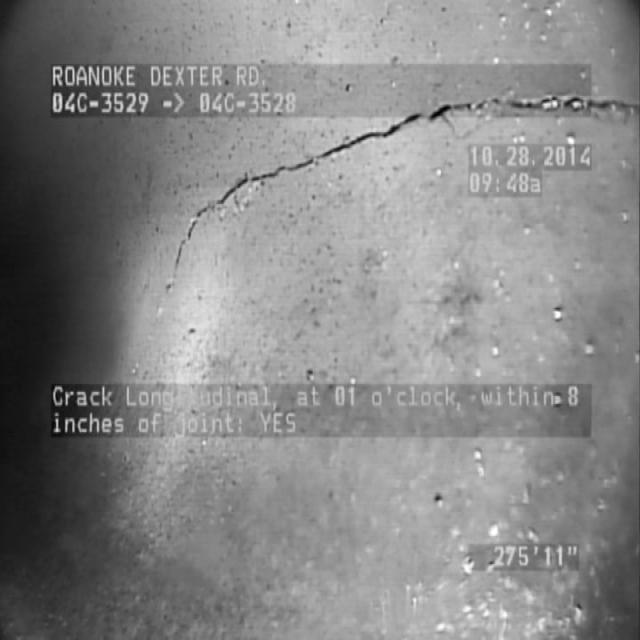 ROANOKE DEXTER RD.
04C-3529 -> 04C-3528
10.28.2014
09:48a
Crack Longitudinal, at 01 o'clock, within 8
inches of joint: YES
275'11"